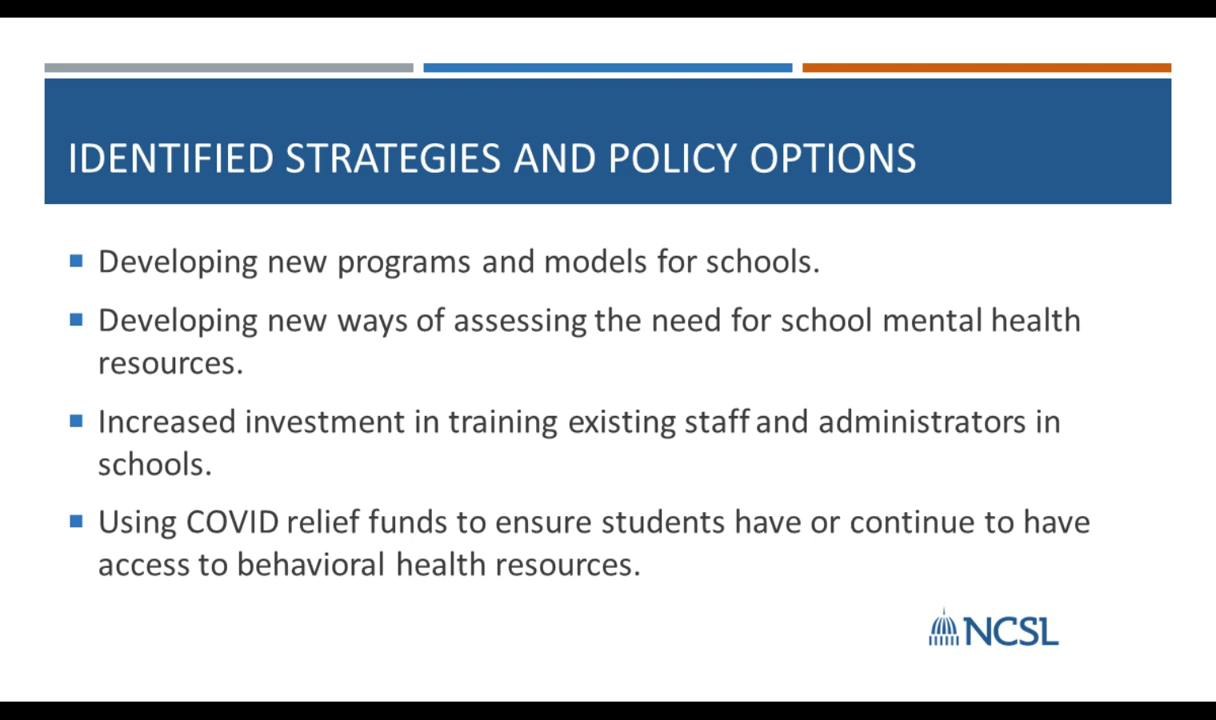 IDENTIFIED STRATEGIES AND POLICY OPTIONS
Developing new programs and models for schools.
Developing new ways of assessing the need for school mental health
resources.
Increased investment in training existing staff and administrators in
schools.
Using COVID relief funds to ensure students have or continue to have
access to behavioral health resources.
NCSL